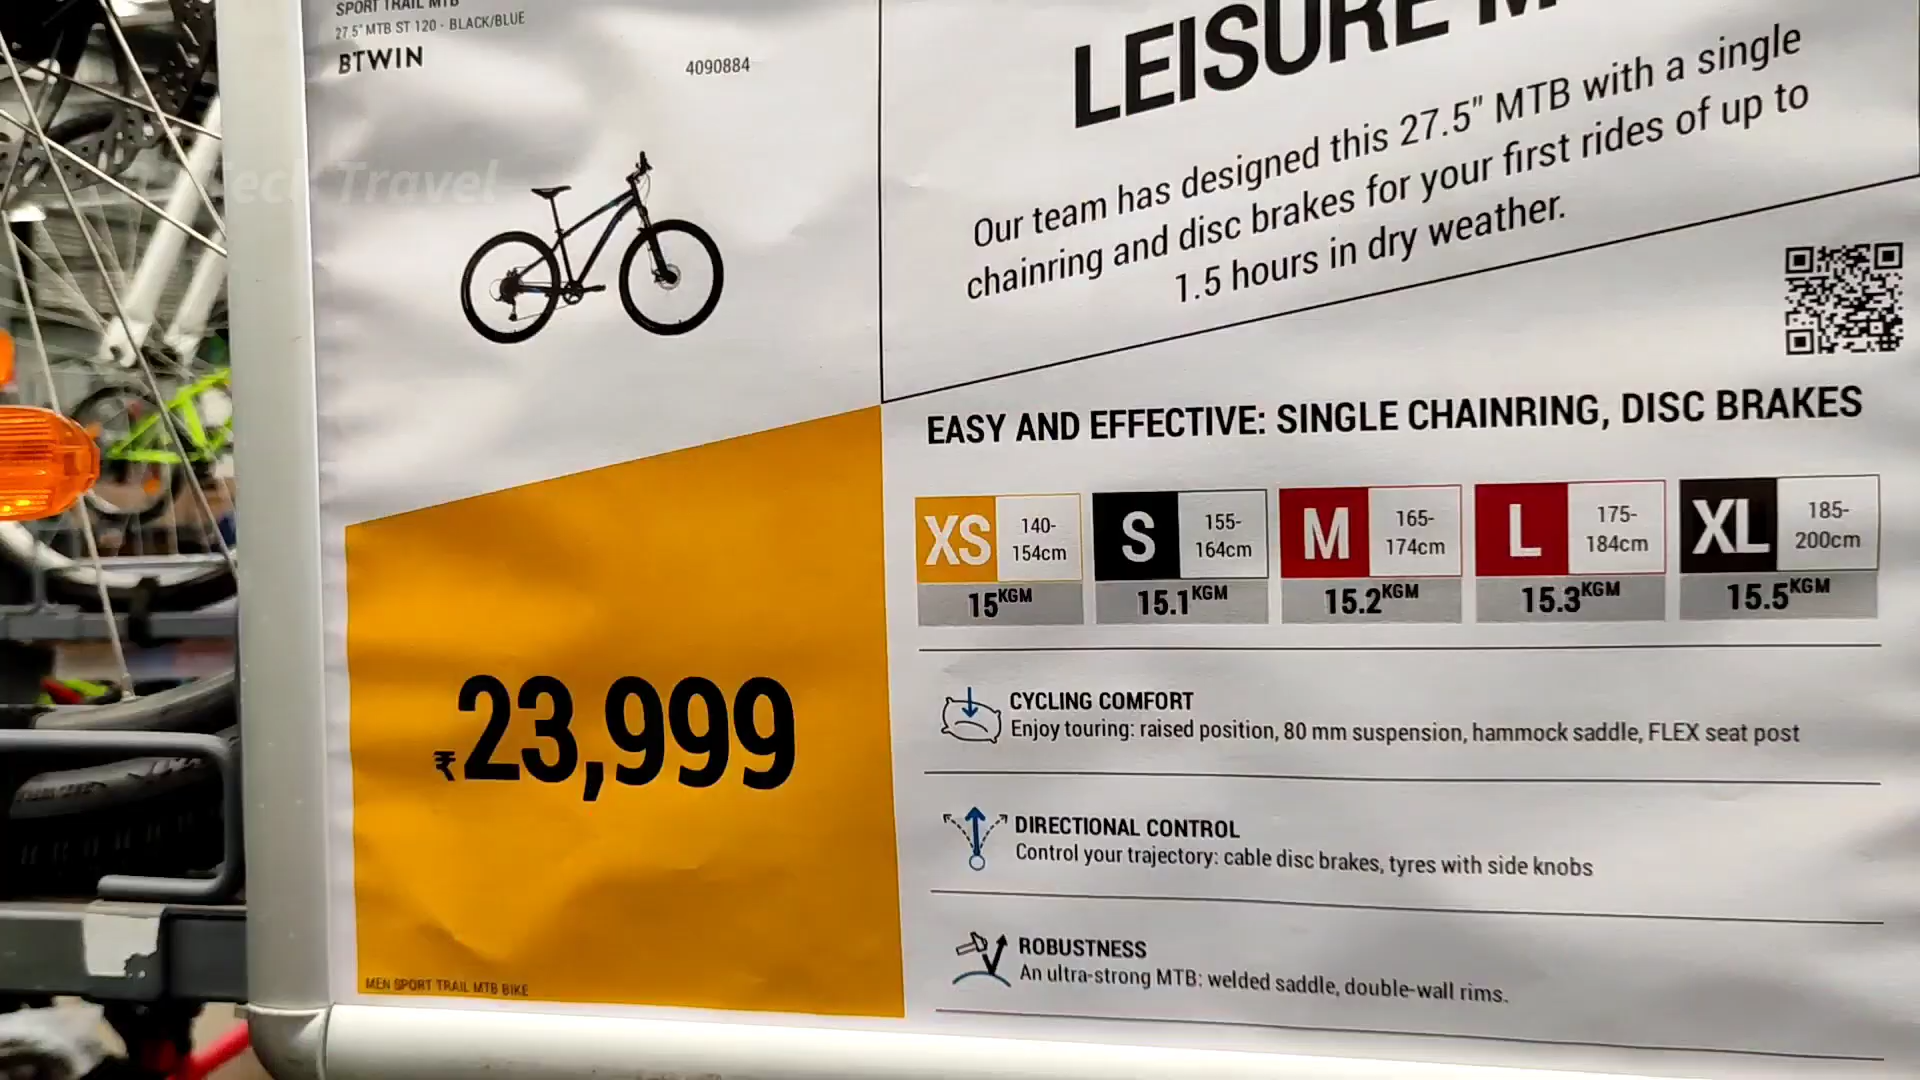 SPORT TRAIL MTB
27.5" MTB ST 120 - BLACK/BLUE
BTWIN
4090884
Tech Travel
LEISURE
Our team has designed this 27.5" MTB with a single
chainring and disc brakes for your first rides of up to
1.5 hours in dry weather.
EASY AND EFFECTIVE: SINGLE CHAINRING, DISC BRAKES
XS 140-154cm
S 155-164cm
M 165-174cm
L 175-184cm
XL 185-200cm
15KGM
15.1KGM
15.2KGM
15.3KGM
15.5KGM
₹23,999
CYCLING COMFORT
Enjoy touring: raised position, 80 mm suspension, hammock saddle, FLEX seat post
DIRECTIONAL CONTROL
Control your trajectory: cable disc brakes, tyres with side knobs
ROBUSTNESS
An ultra-strong MTB: welded saddle, double-wall rims.
MEN SPORT TRAIL MTB BIKE